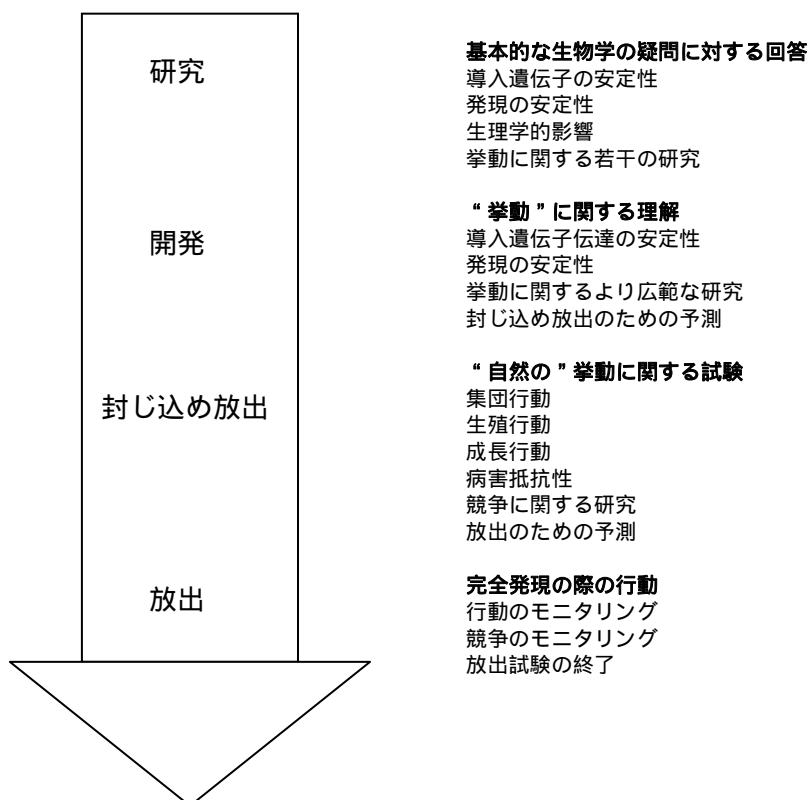 研究
基本的な生物学の疑問に対する回答
導入遺伝子の安定性
発現の安定性
生理学的影響
挙動に関する若干の研究
開発
“挙動”に関する理解
導入遺伝子伝達の安定性
発現の安定性
挙動に関するより広範な研究
封じ込め放出のための予測
封じ込め放出
“自然の”挙動に関する試験
集団行動
生殖行動
成長行動
病害抵抗性
競争に関する研究
放出のための予測
放出
完全発現の際の行動
行動のモニタリング
競争のモニタリング
放出試験の終了